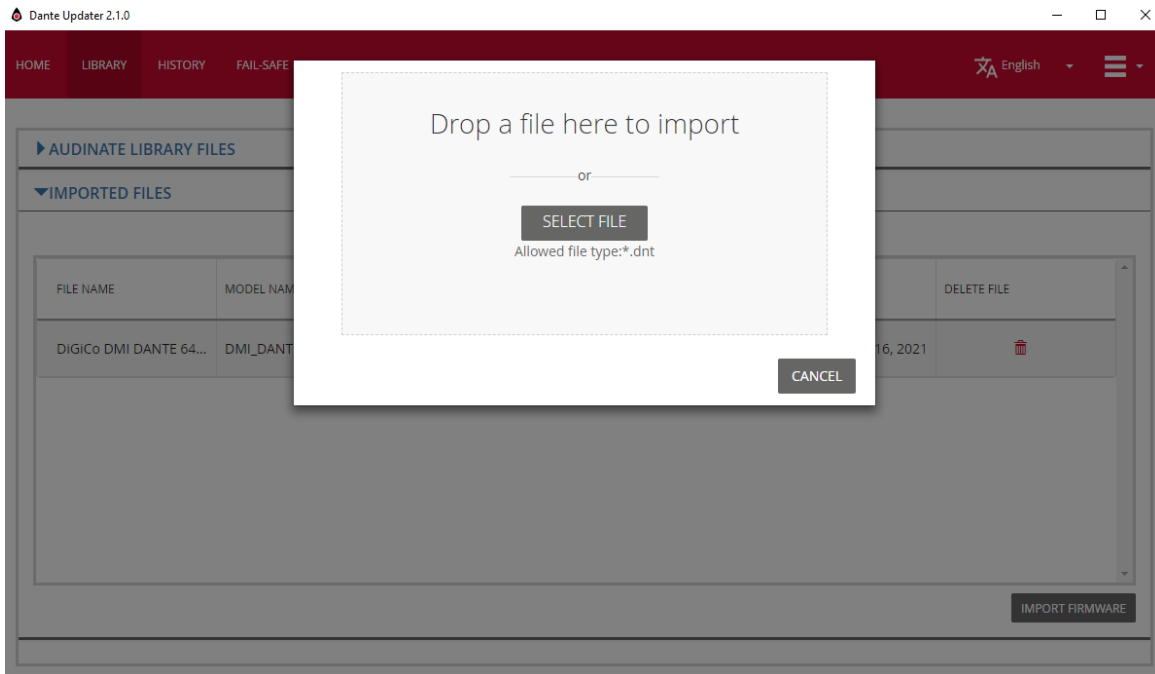 Dante Updater 2.1.0
HOME LIBRARY HISTORY FAIL-SAFE English
Drop a file here to import
or
SELECT FILE
Allowed file type:*.dnt
CANCEL
AUDINATE LIBRARY FILES
IMPORTED FILES
FILE NAME MODEL NAM DELETE FILE
DiGiCo DMI DANTE 64... DMI_DANT 16, 2021
IMPORT FIRMWARE